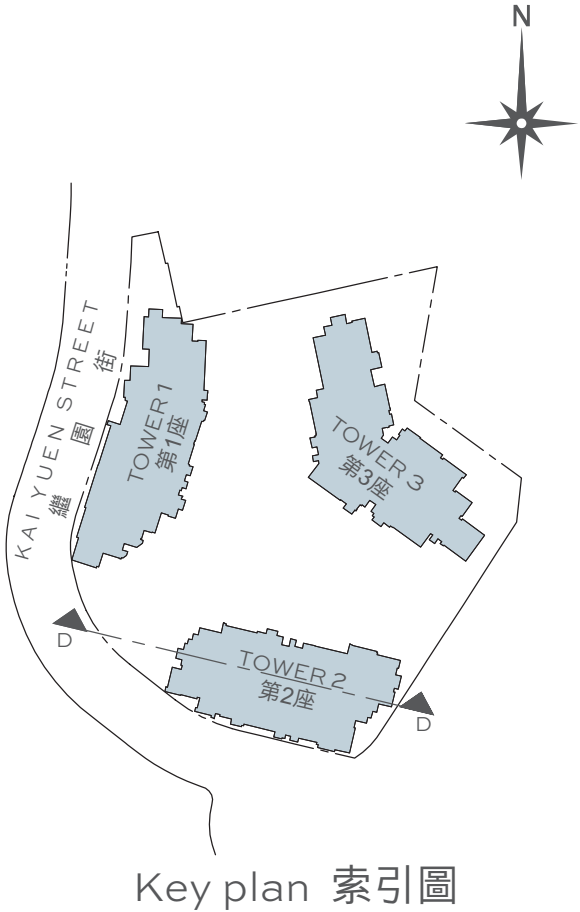 N
KAI YUEN STREET
繼園街
TOWER 1
第1座
TOWER 3
第3座
D
TOWER 2
第2座
D
Key plan 索引圖